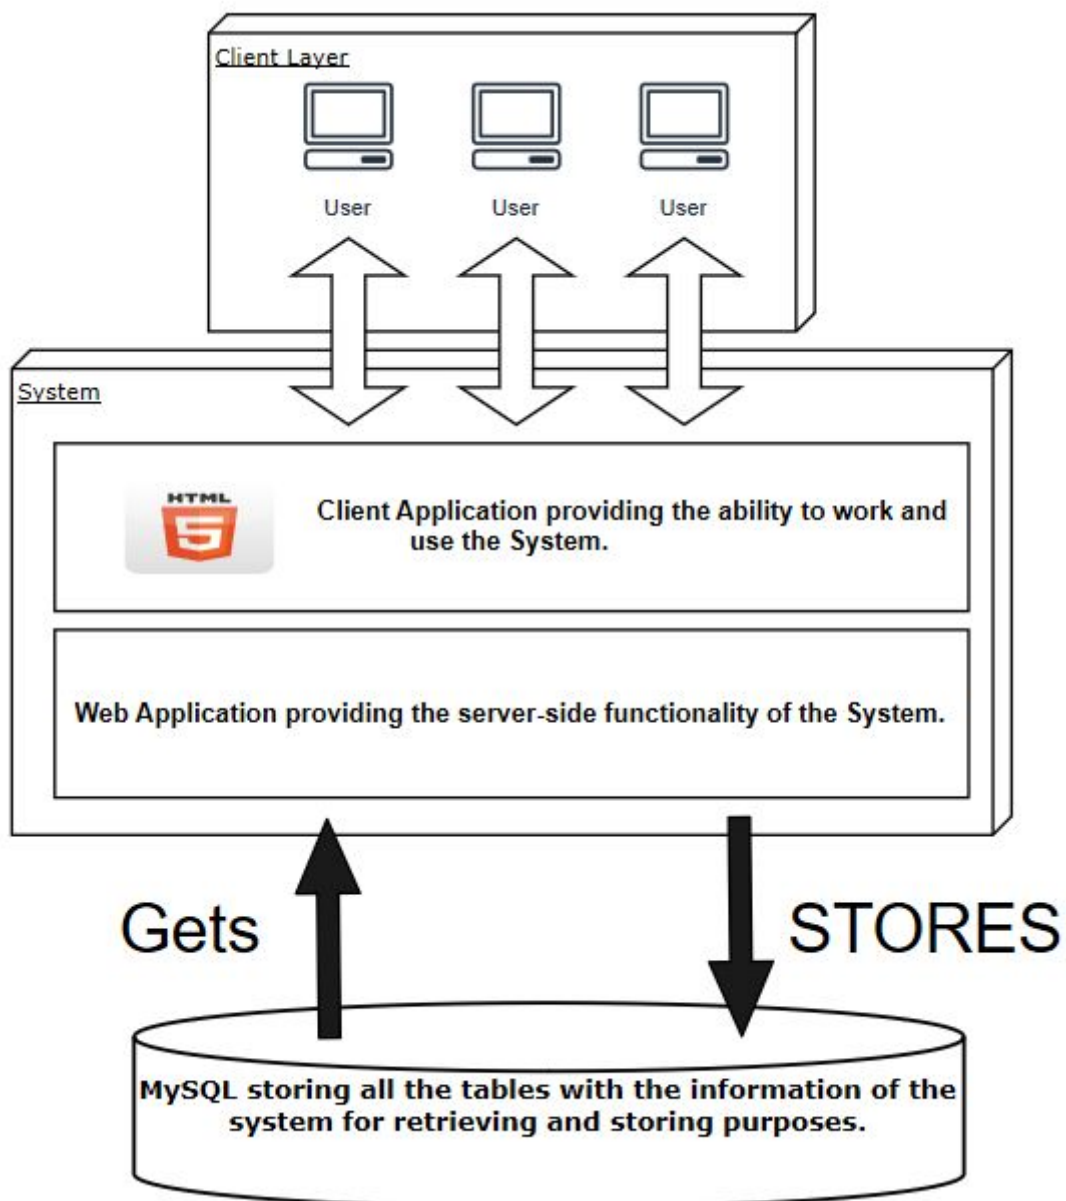 Client Layer
User User User
System
HTML
5
Client Application providing the ability to work and
use the System.
Web Application providing the server-side functionality of the System.
Gets
STORES
MySQL storing all the tables with the information of the
system for retrieving and storing purposes.